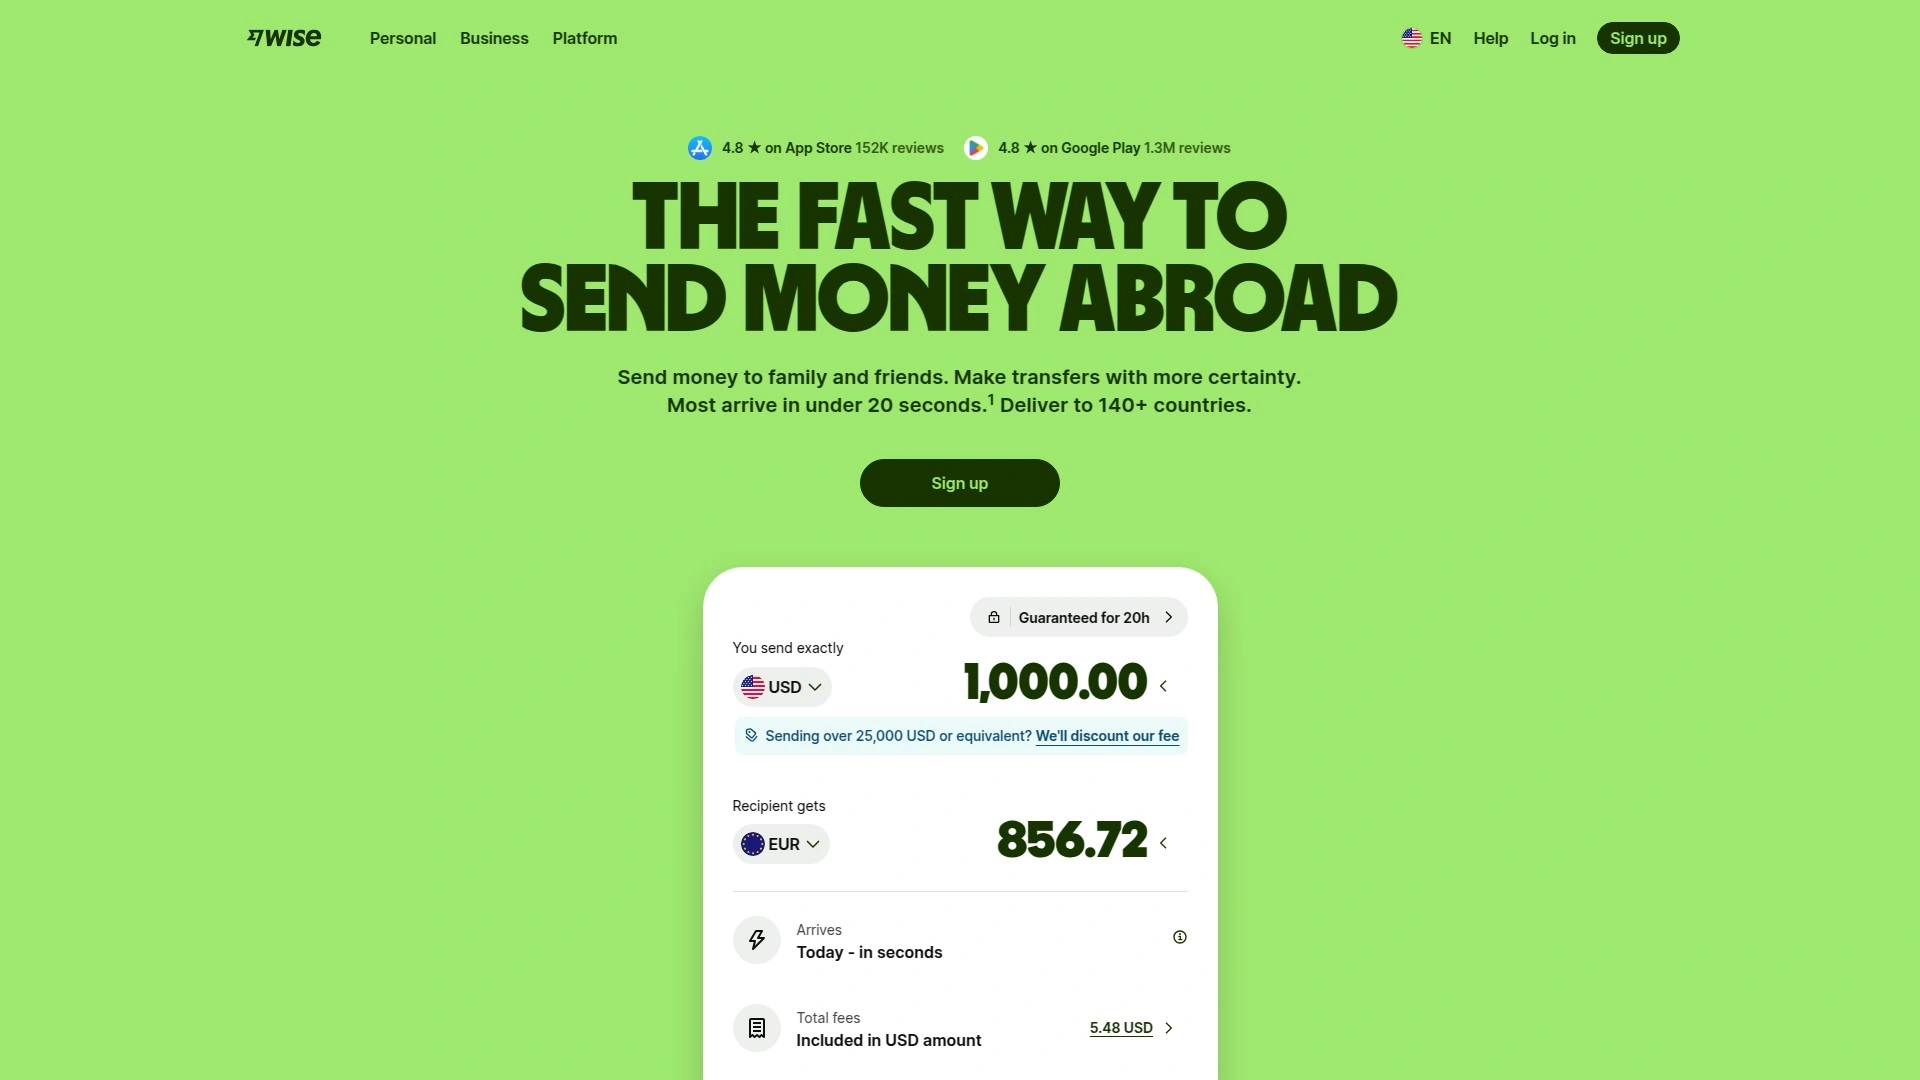 WISE
Personal Business Platform
EN Help Log in Sign up
4.8 ★ on App Store 152K reviews 4.8 ★ on Google Play 1.3M reviews
THE FAST WAY TO
SEND MONEY ABROAD
Send money to family and friends. Make transfers with more certainty.
Most arrive in under 20 seconds.¹ Deliver to 140+ countries.
Sign up
Guaranteed for 20h
You send exactly
USD 1,000.00
Sending over 25,000 USD or equivalent? We'll discount our fee
Recipient gets
EUR 856.72
Arrives
Today - in seconds
Total fees
Included in USD amount
5.48 USD